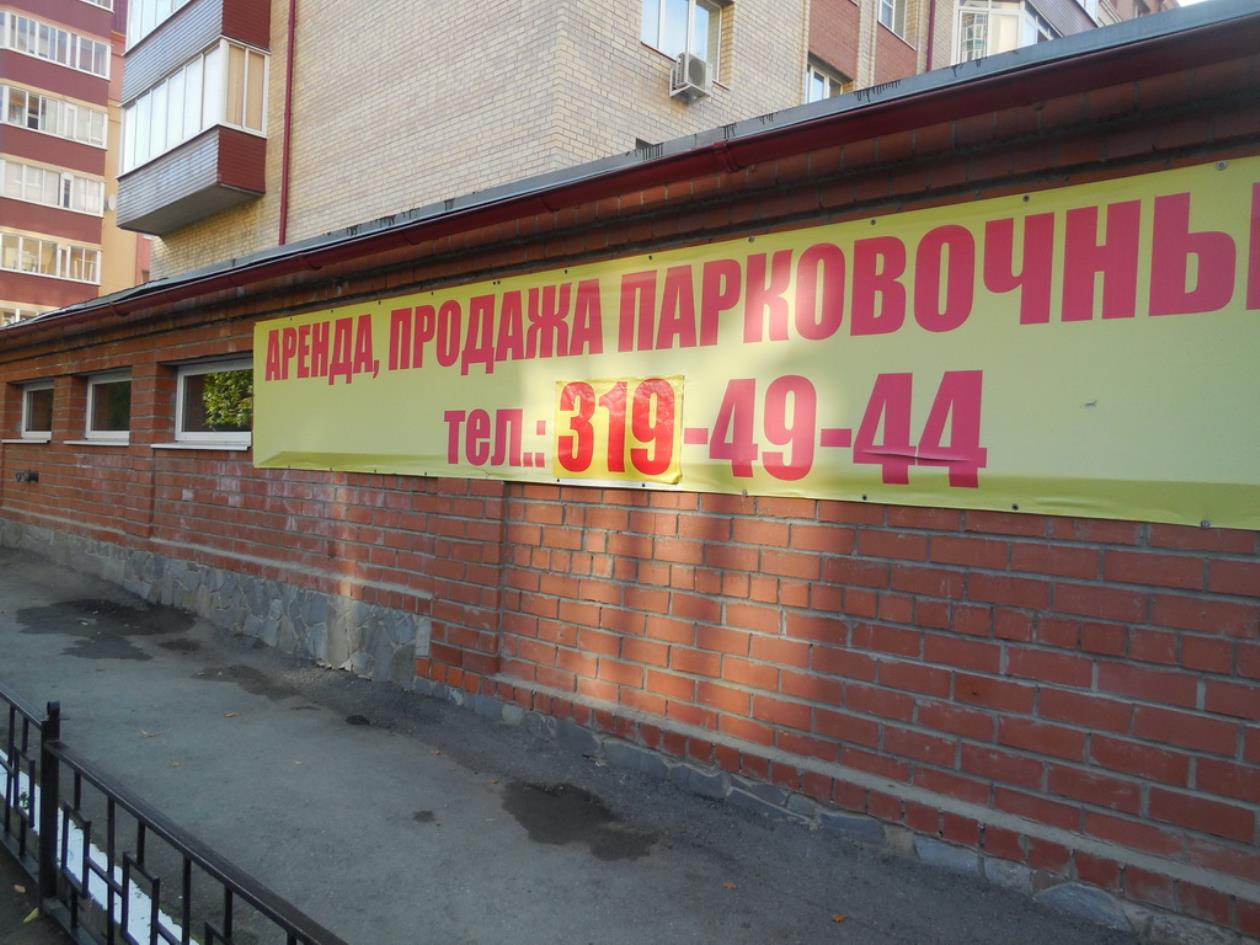 АРЕНДА, ПРОДАЖА ПАРКОВОЧНЫ
тел.: 319-49-44